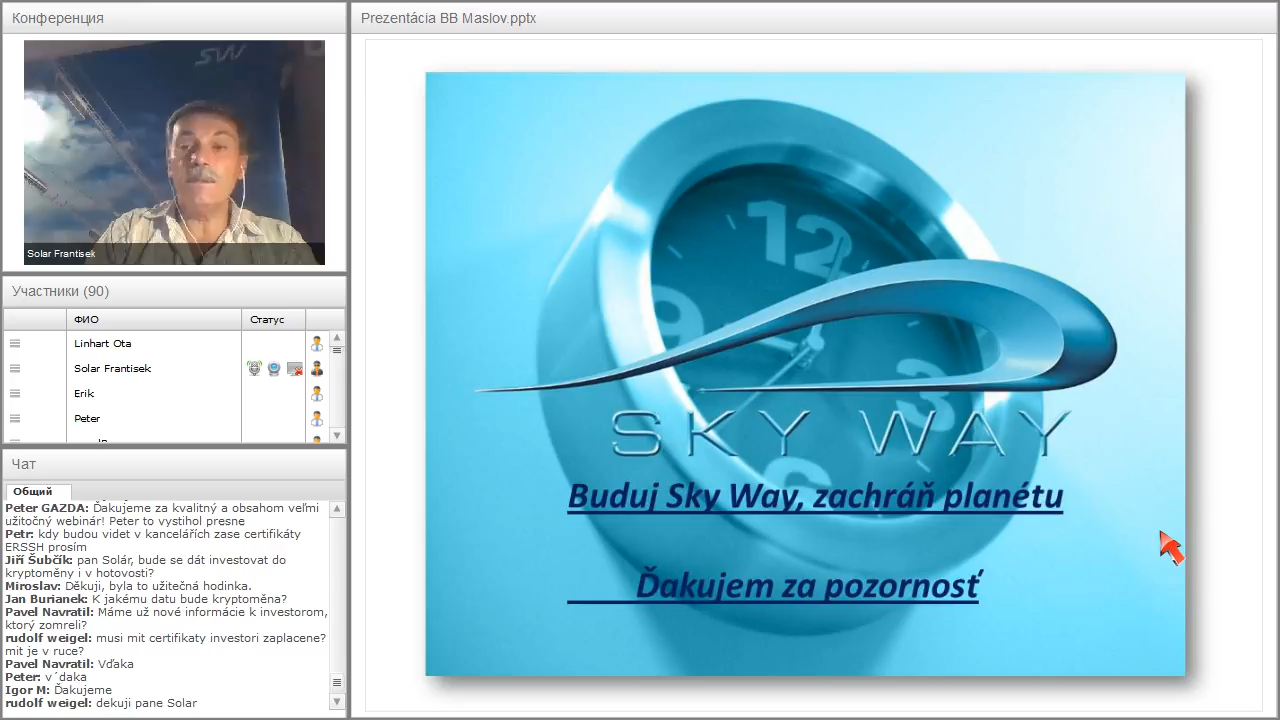 Конференция
SW
Solar Frantisek
Участники (90)
ФИО
Статус
Linhart Ota
Solar Frantisek
Erik
Peter
Чат
Общий
Peter GAZDA: Ďakujeme za kvalitný a obsahom veľmi
užitočný webinár! Peter to vystihol presne
Petr: kdy budou videt v kancelářích zase certifikáty
ERSSH prosím
Jiří Šubčík: pan Solár, bude se dát investovat do
kryptoměny i v hotovosti?
Miroslav: Děkuji, byla to užitečná hodinka.
Jan Burianek: K jakému datu bude kryptoměna?
Pavel Navratil: Máme už nové informácie k investorom,
ktorý zomreli?
rudolf weigel: musi mit certifikaty investori zaplacene?
mit je v ruce?
Pavel Navratil: Vďaka
Peter: v´daka
Igor M: Ďakujeme
rudolf weigel: dekuji pane Solar
Prezentácia BB Maslov.pptx
12
9
3
6
SKY WAY
Buduj Sky Way, zachráň planétu
Ďakujem za pozornosť